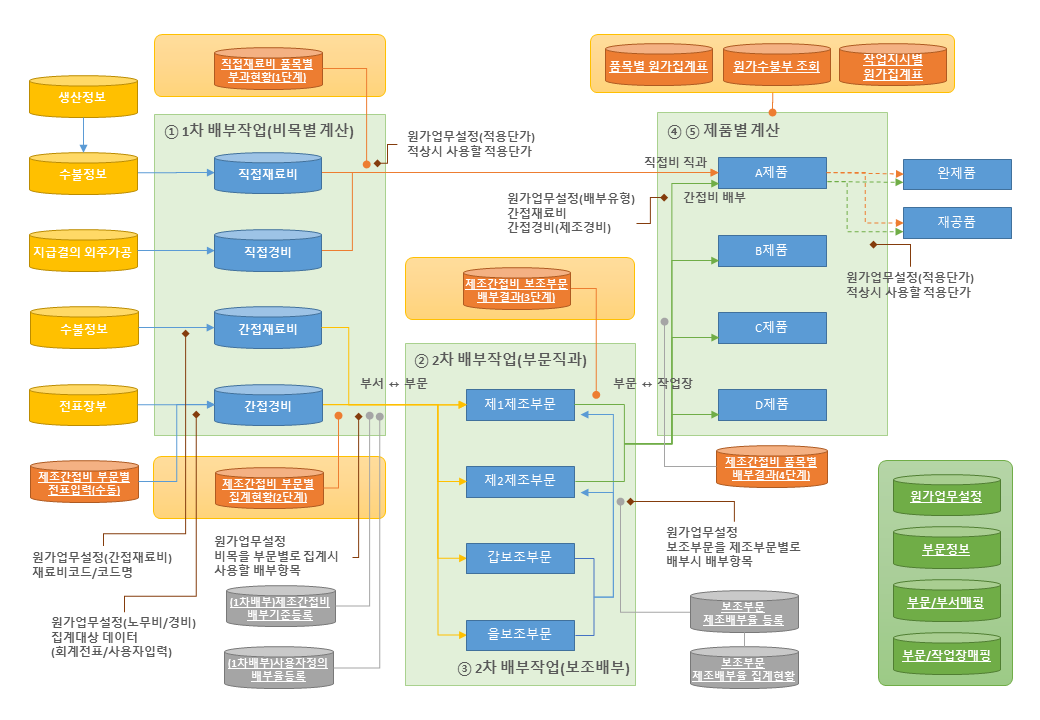 직접재료비 품목별
부과현황(1단계)
품목별 원가집계표
원가수불부 조회
작업지시별
원가집계표
생산정보
① 1차 배부작업(비목별 계산)
원가업무설정(적용단가)
적상시 사용할 적용단가
④ ⑤ 제품별 계산
수불정보
직접재료비
직접비 직과
A제품
완제품
원가업무설정(배부유형)
간접재료비
간접경비(제조경비)
간접비 배부
재공품
지급결의 외주가공
직접경비
B제품
원가업무설정(적용단가)
적상시 사용할 적용단가
제조간접비 보조부문
배부결과(3단계)
수불정보
간접재료비
C제품
② 2차 배부작업(부문직과)
부서 ↔ 부문
부문 ↔ 작업장
전표장부
간접경비
제1제조부문
D제품
제조간접비 부문별
전표입력(수동)
제조간접비 부문별
집계현황(2단계)
제2제조부문
제조간접비 품목별
배부결과(4단계)
원가업무설정
부문정보
부문/부서매핑
부문/작업장매핑
원가업무설정(간접재료비)
재료비코드/코드명
원가업무설정
비목을 부문별로 집계시
사용할 배부항목
갑보조부문
원가업무설정
보조부문을 제조부문별로
배부시 배부항목
원가업무설정(노무비/경비)
집계대상 데이터
(회계전표/사용자입력)
(1차배부)제조간접비
배부기준등록
을보조부문
보조부문
제조배부율 등록
(1차배부)사용자정의
배부율등록
③ 2차 배부작업(보조배부)
보조부문
제조배부율 집계현황